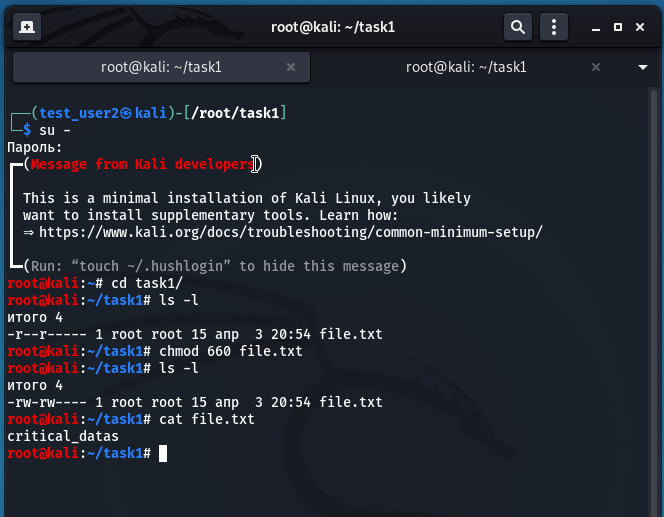 root@kali: ~/task1
root@kali: ~/task1
root@kali: ~/task1
┌──(test_user2㉿kali)-[/root/task1]
└─$ su -
Пароль:
┏━(Message from Kali developers)
┃ This is a minimal installation of Kali Linux, you likely
┃ want to install supplementary tools. Learn how:
┃ ⇒ https://www.kali.org/docs/troubleshooting/common-minimum-setup/
┗━(Run: “touch ~/.hushlogin” to hide this message)
root@kali:~# cd task1/
root@kali:~/task1# ls -l
итого 4
-r--r----- 1 root root 15 апр  3 20:54 file.txt
root@kali:~/task1# chmod 660 file.txt
root@kali:~/task1# ls -l
итого 4
-rw-rw---- 1 root root 15 апр  3 20:54 file.txt
root@kali:~/task1# cat file.txt
critical_datas
root@kali:~/task1#